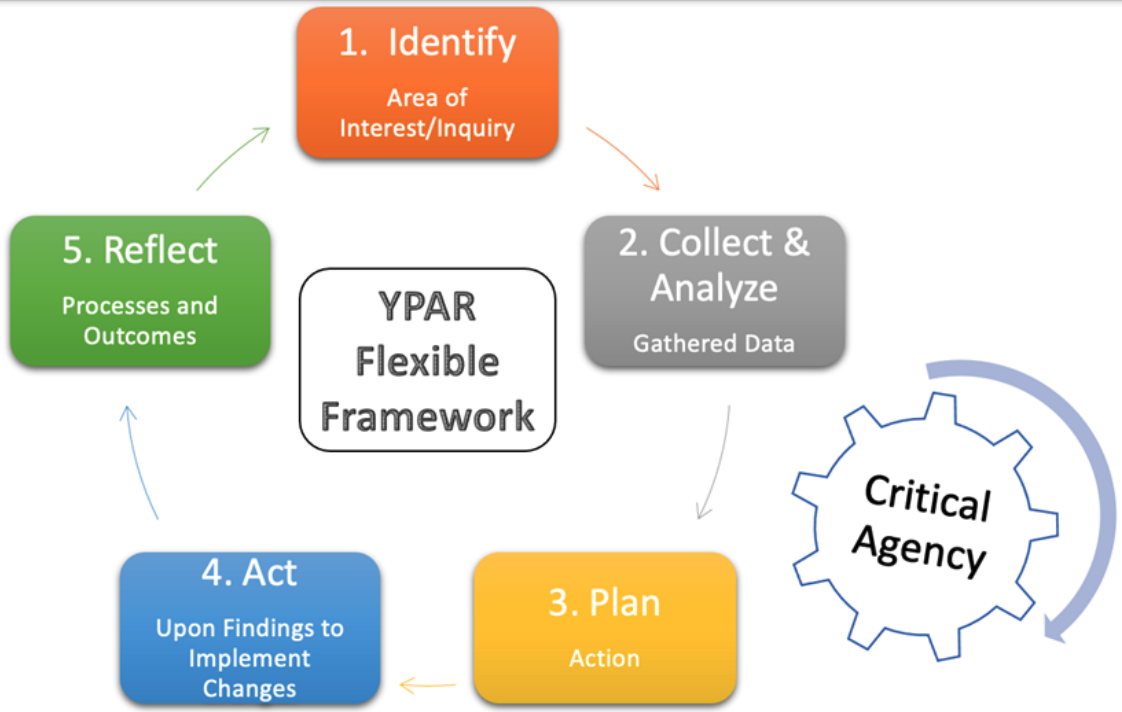 1. Identify
Area of
Interest/Inquiry
2. Collect &
Analyze
Gathered Data
3. Plan
Action
4. Act
Upon Findings to
Implement
Changes
5. Reflect
Processes and
Outcomes
YPAR
Flexible
Framework
Critical
Agency